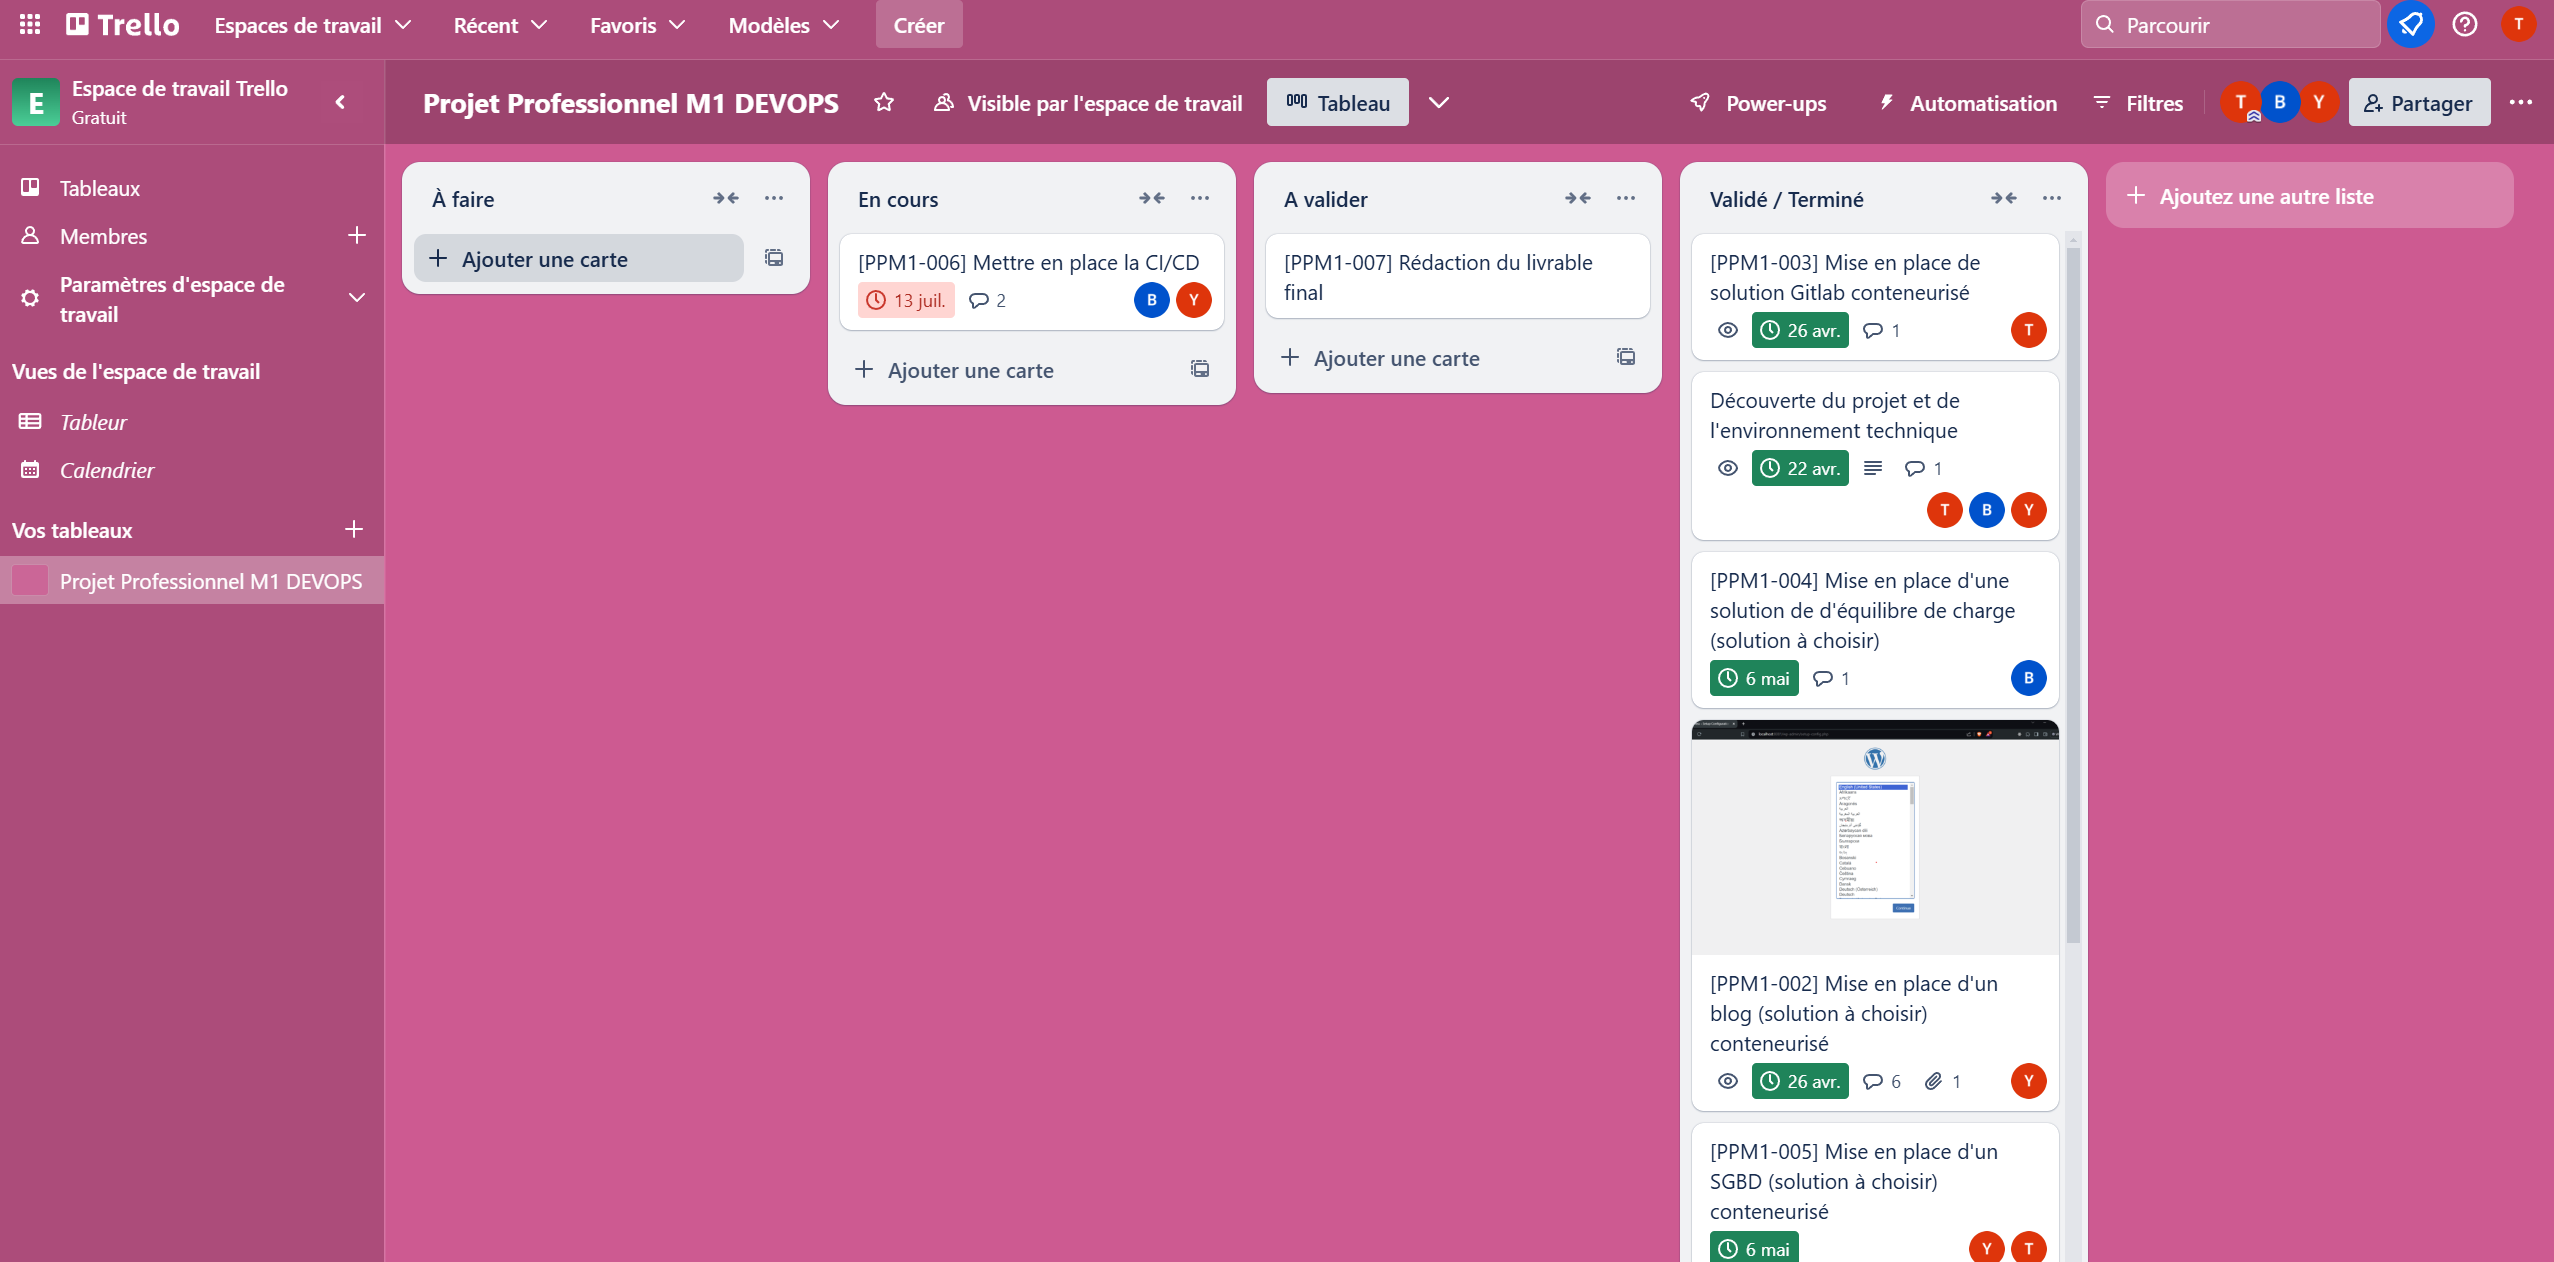 Trello
Espaces de travail
Récent
Favoris
Modèles
Créer
Parcourir
T
E
Espace de travail Trello
Gratuit
Projet Professionnel M1 DEVOPS
Visible par l'espace de travail
Tableau
Power-ups
Automatisation
Filtres
T
B
Y
Partager
Tableaux
Membres
Paramètres d'espace de
travail
Vues de l'espace de travail
Tableur
Calendrier
Vos tableaux
Projet Professionnel M1 DEVOPS
À faire
Ajouter une carte
En cours
[PPM1-006] Mettre en place la CI/CD
13 juil.
2
B
Y
Ajouter une carte
A valider
[PPM1-007] Rédaction du livrable
final
Ajouter une carte
Validé / Terminé
[PPM1-003] Mise en place de
solution Gitlab conteneurisé
26 avr.
1
T
Découverte du projet et de
l'environnement technique
22 avr.
1
T
B
Y
[PPM1-004] Mise en place d'une
solution de d'équilibre de charge
(solution à choisir)
6 mai
1
B
English (United States)
Afrikaans
Continue
[PPM1-002] Mise en place d'un
blog (solution à choisir)
conteneurisé
26 avr.
6
1
Y
[PPM1-005] Mise en place d'un
SGBD (solution à choisir)
conteneurisé
6 mai
Y
T
Ajoutez une autre liste